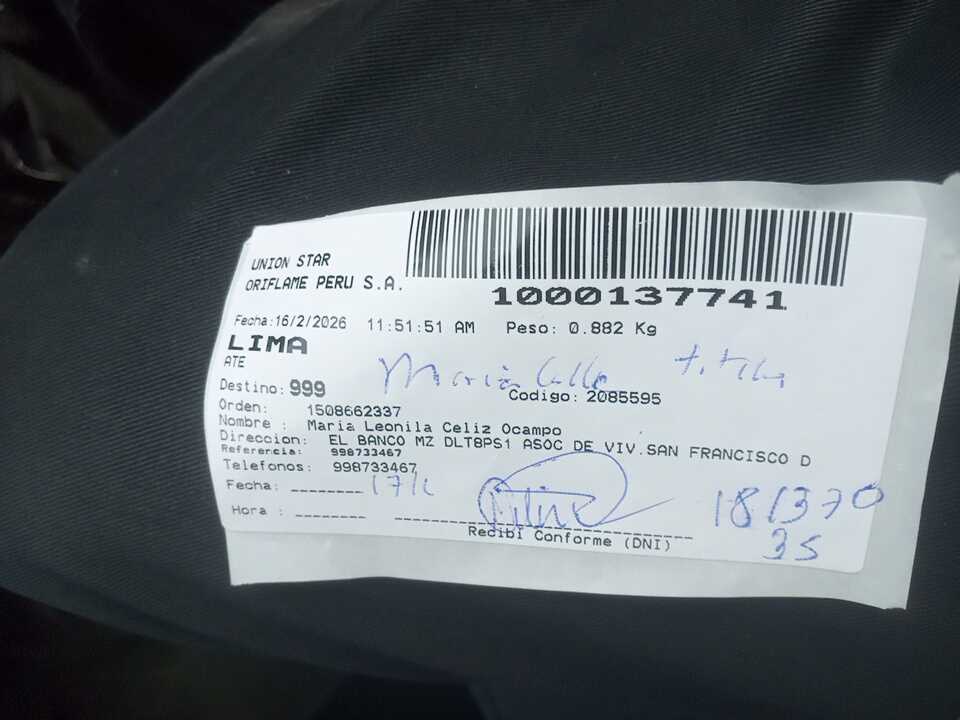 UNION STAR
ORIFLAME PERU S.A.
1000137741
Fecha:16/2/2026 11:51:51 AM Peso: 0.882 Kg
LIMA
ATE
Maria
Destino: 999 Codigo: 2085595
Orden: 1508662337
Nombre : Maria Leonila Celiz Ocampo
Direccion: EL BANCO MZ DLT8PS1 ASOC DE VIV.SAN FRANCISCO D
Referencia: 998733467
Telefonos: 998733467
Fecha: --------
Hora : --------
Recibí Conforme (DNI)
181370
35